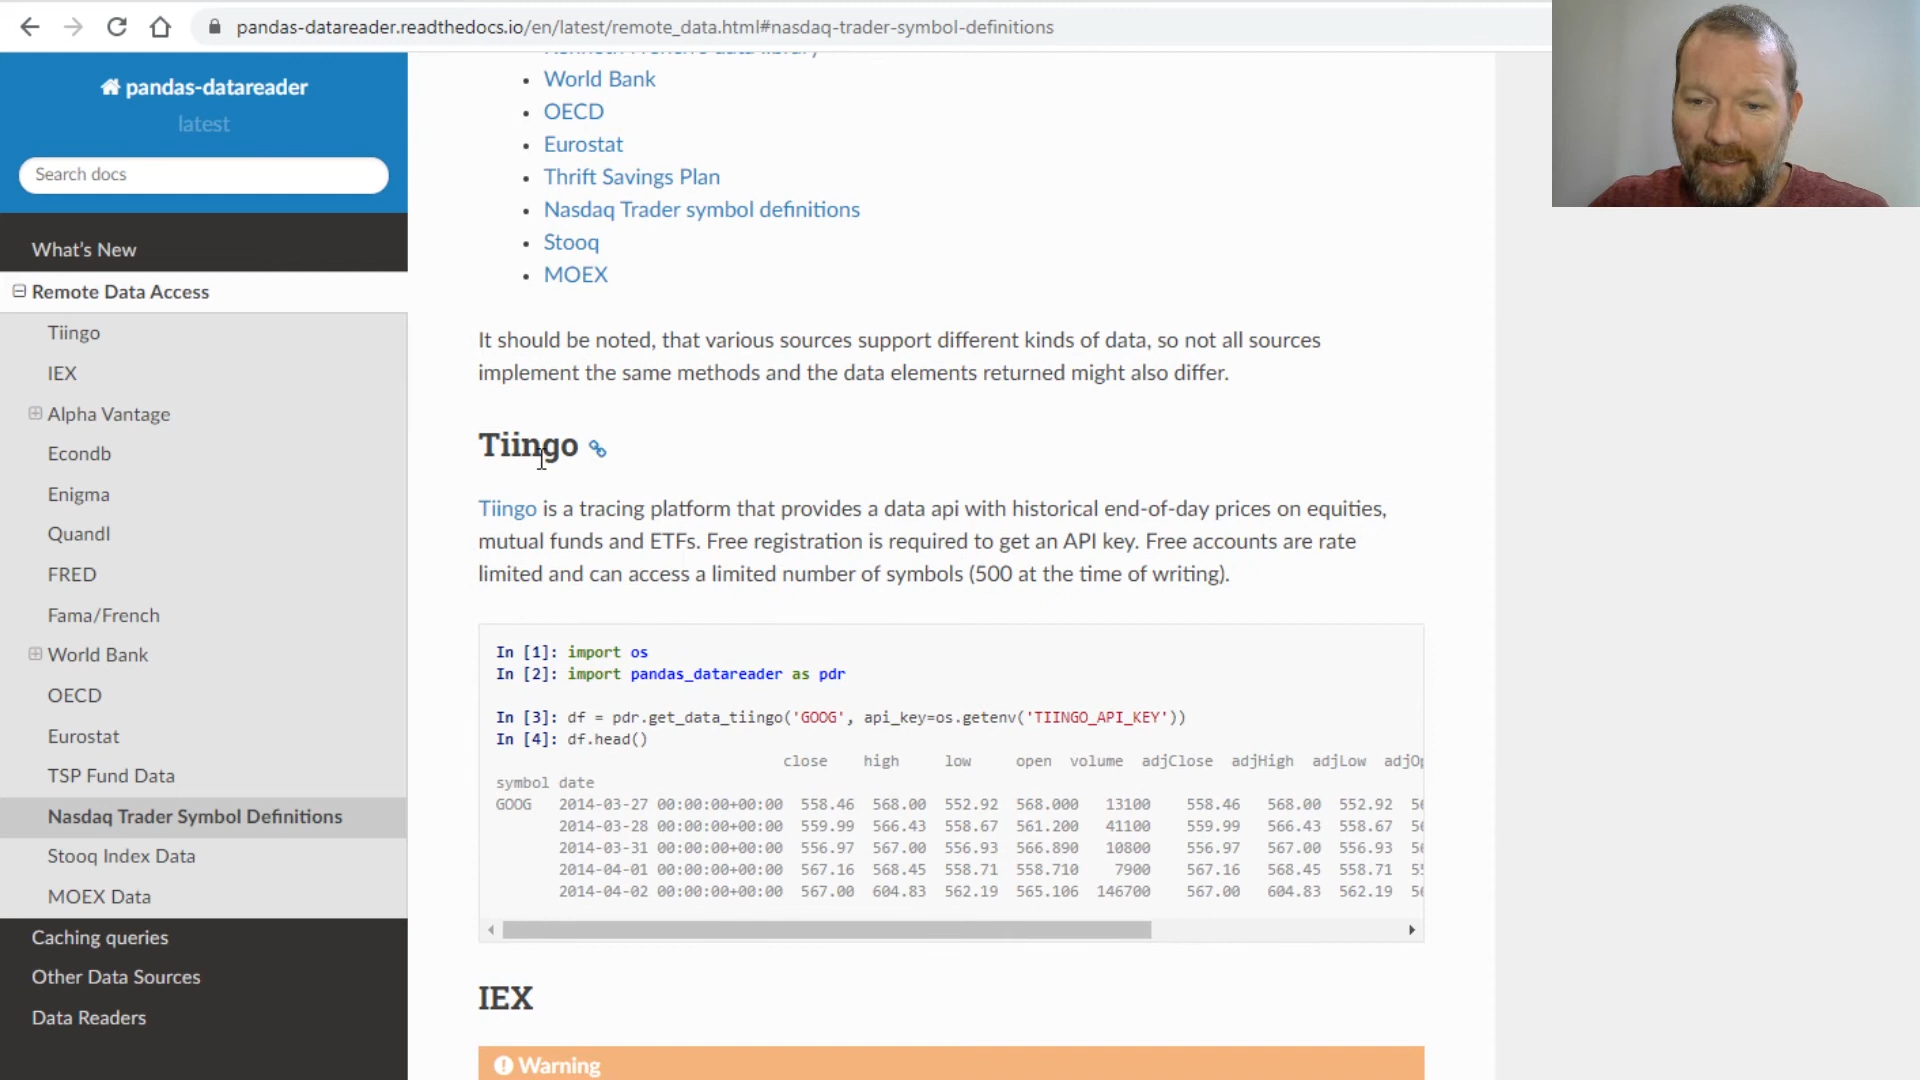 pandas-datareader.readthedocs.io/en/latest/remote_data.html#nasdaq-trader-symbol-definitions
pandas-datareader
latest
Search docs
What's New
Remote Data Access
Tiingo
IEX
Alpha Vantage
Econdb
Enigma
Quandl
FRED
Fama/French
World Bank
OECD
Eurostat
TSP Fund Data
Nasdaq Trader Symbol Definitions
Stooq Index Data
MOEX Data
Caching queries
Other Data Sources
Data Readers
World Bank
OECD
Eurostat
Thrift Savings Plan
Nasdaq Trader symbol definitions
Stooq
MOEX
It should be noted, that various sources support different kinds of data, so not all sources
implement the same methods and the data elements returned might also differ.
Tiingo
Tiingo is a tracing platform that provides a data api with historical end-of-day prices on equities,
mutual funds and ETFs. Free registration is required to get an API key. Free accounts are rate
limited and can access a limited number of symbols (500 at the time of writing).
In [1]: import os
In [2]: import pandas_datareader as pdr
In [3]: df = pdr.get_data_tiingo('GOOG', api_key=os.getenv('TIINGO_API_KEY'))
In [4]: df.head()
close high low open volume adjClose adjHigh adjLow
symbol date
GOOG 2014-03-27 00:00:00+00:00 558.46 568.00 552.92 568.000 13100 558.46 568.00 552.92
2014-03-28 00:00:00+00:00 559.99 566.43 558.67 561.200 41100 559.99 566.43 558.67
2014-03-31 00:00:00+00:00 556.97 567.00 556.93 566.890 10800 556.97 567.00 556.93
2014-04-01 00:00:00+00:00 567.16 568.45 558.71 558.710 7900 567.16 568.45 558.71
2014-04-02 00:00:00+00:00 567.00 604.83 562.19 565.106 146700 567.00 604.83 562.19
IEX
Warning